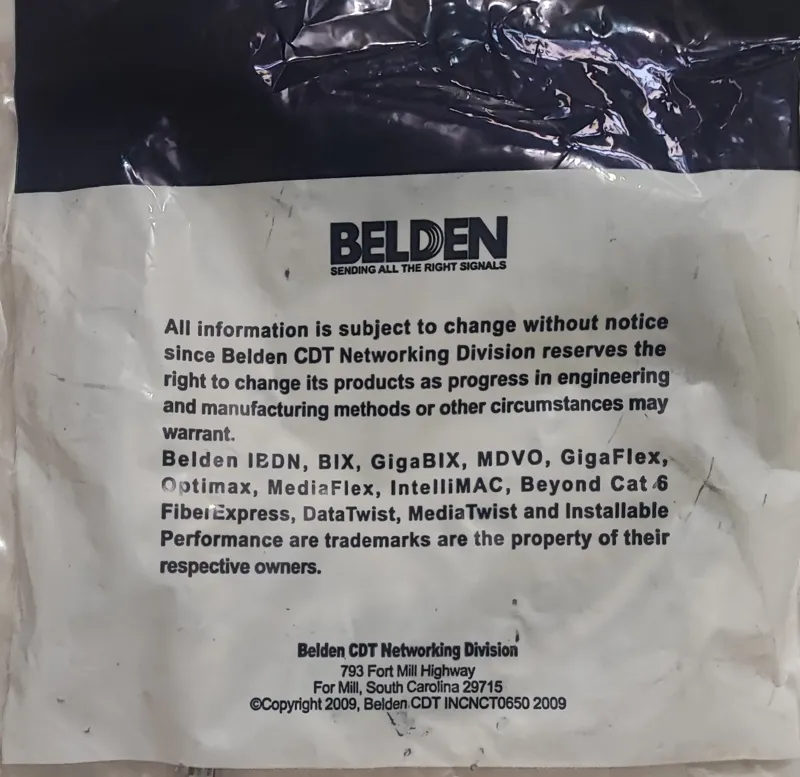 BELDEN
SENDING ALL THE RIGHT SIGNALS
All information is subject to change without notice
since Belden CDT Networking Division reserves the
right to change its products as progress in engineering
and manufacturing methods or other circumstances may
warrant.
Belden IBDN, BIX, GigaBIX, MDVO, GigaFlex,
Optimax, MediaFlex, IntelliMAC, Beyond Cat 6
FiberExpress, DataTwist, MediaTwist and Installable
Performance are trademarks are the property of their
respective owners.
Belden CDT Networking Division
793 Fort Mill Highway
For Mill, South Carolina 29715
©Copyright 2009, Belden CDT INCNCT0650 2009